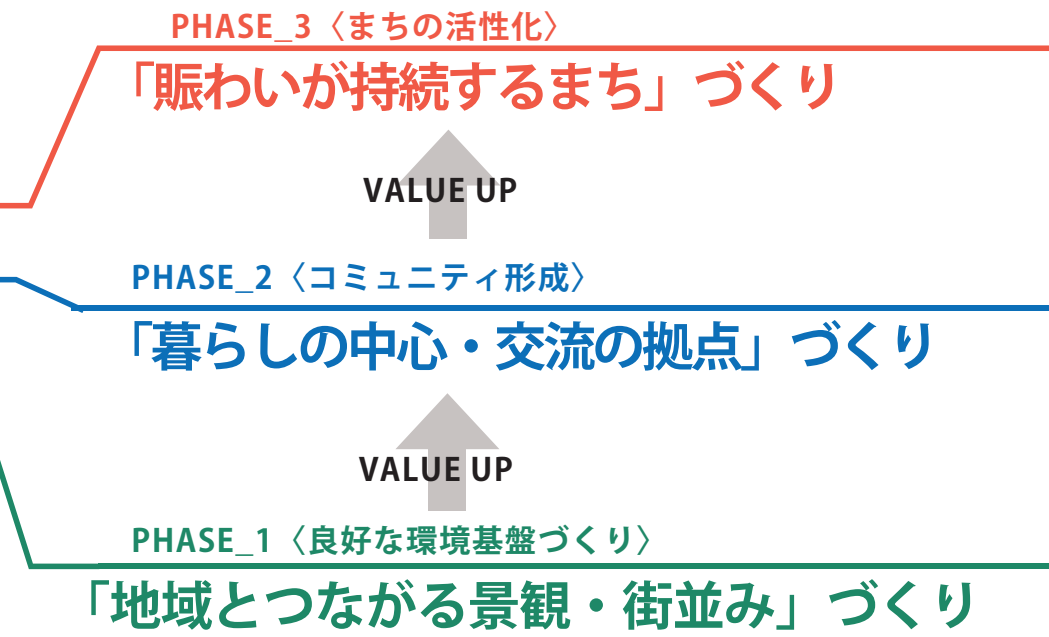 PHASE_3〈まちの活性化〉
「賑わいが持続するまち」づくり
VALUE UP
PHASE_2〈コミュニティ形成〉
「暮らしの中心・交流の拠点」づくり
VALUE UP
PHASE_1〈良好な環境基盤づくり〉
「地域とつながる景観・街並み」づくり